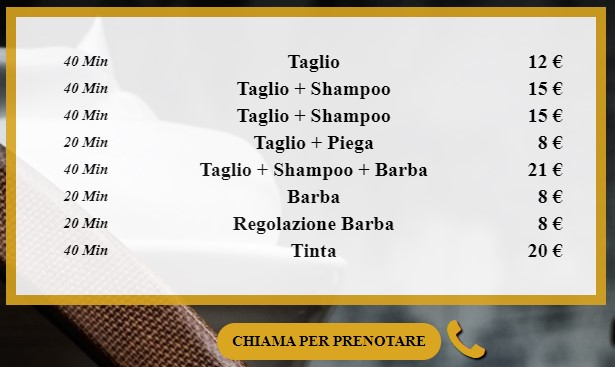 40 Min Taglio 12 €
40 Min Taglio + Shampoo 15 €
40 Min Taglio + Shampoo 15 €
20 Min Taglio + Piega 8 €
40 Min Taglio + Shampoo + Barba 21 €
20 Min Barba 8 €
20 Min Regolazione Barba 8 €
40 Min Tinta 20 €
CHIAMA PER PRENOTARE